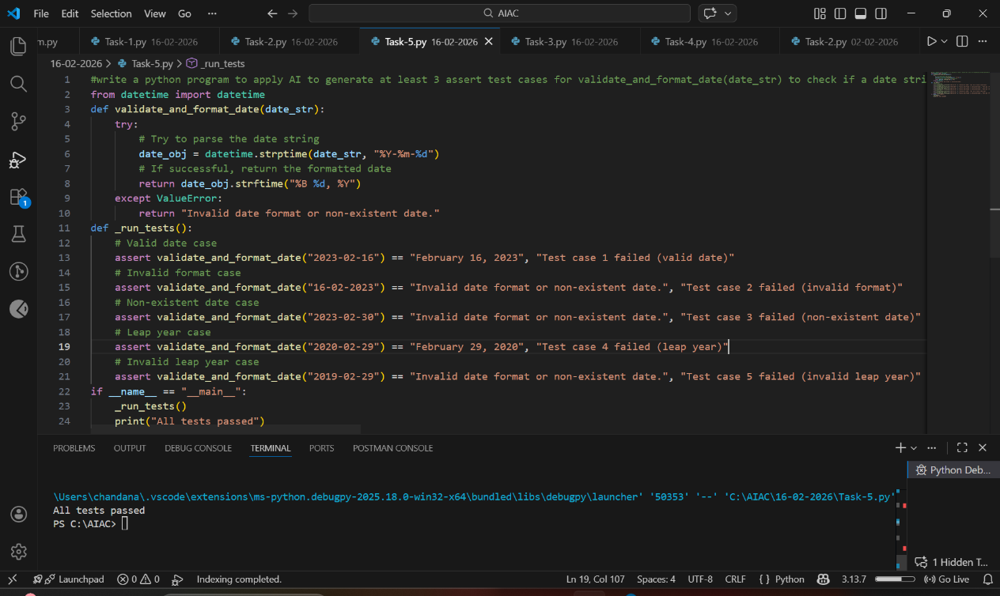 File Edit Selection View Go ··· AIAC
m.py Task-1.py 16-02-2026 Task-2.py 16-02-2026 Task-5.py 16-02-2026 Task-3.py 16-02-2026 Task-4.py 16-02-2026 Task-2.py 02-02-2026
16-02-2026 > Task-5.py > _run_tests
1 #write a python program to apply AI to generate at least 3 assert test cases for validate_and_format_date(date_str) to check if a date stri
2 from datetime import datetime
3 def validate_and_format_date(date_str):
4 try:
5 # Try to parse the date string
6 date_obj = datetime.strptime(date_str, "%Y-%m-%d")
7 # If successful, return the formatted date
8 return date_obj.strftime("%B %d, %Y")
9 except ValueError:
10 return "Invalid date format or non-existent date."
11 def _run_tests():
12 # Valid date case
13 assert validate_and_format_date("2023-02-16") == "February 16, 2023", "Test case 1 failed (valid date)"
14 # Invalid format case
15 assert validate_and_format_date("16-02-2023") == "Invalid date format or non-existent date.", "Test case 2 failed (invalid format)"
16 # Non-existent date case
17 assert validate_and_format_date("2023-02-30") == "Invalid date format or non-existent date.", "Test case 3 failed (non-existent date)"
18 # Leap year case
19 assert validate_and_format_date("2020-02-29") == "February 29, 2020", "Test case 4 failed (leap year)"
20 # Invalid leap year case
21 assert validate_and_format_date("2019-02-29") == "Invalid date format or non-existent date.", "Test case 5 failed (invalid leap year)"
22 if __name__ == "__main__":
23 _run_tests()
24 print("All tests passed")
1
PROBLEMS OUTPUT DEBUG CONSOLE TERMINAL PORTS POSTMAN CONSOLE
Python Deb...
\Users\chandana\.vscode\extensions\ms-python.debugpy-2025.18.0-win32-x64\bundled\libs\debugpy\launcher' '50353' '--' 'C:\AIAC\16-02-2026\Task-5.py'
All tests passed
PS C:\AIAC>
1 Hidden T...
Launchpad 0 0 Indexing completed. Ln 19, Col 107 Spaces: 4 UTF-8 CRLF { } Python 3.13.7 Go Live